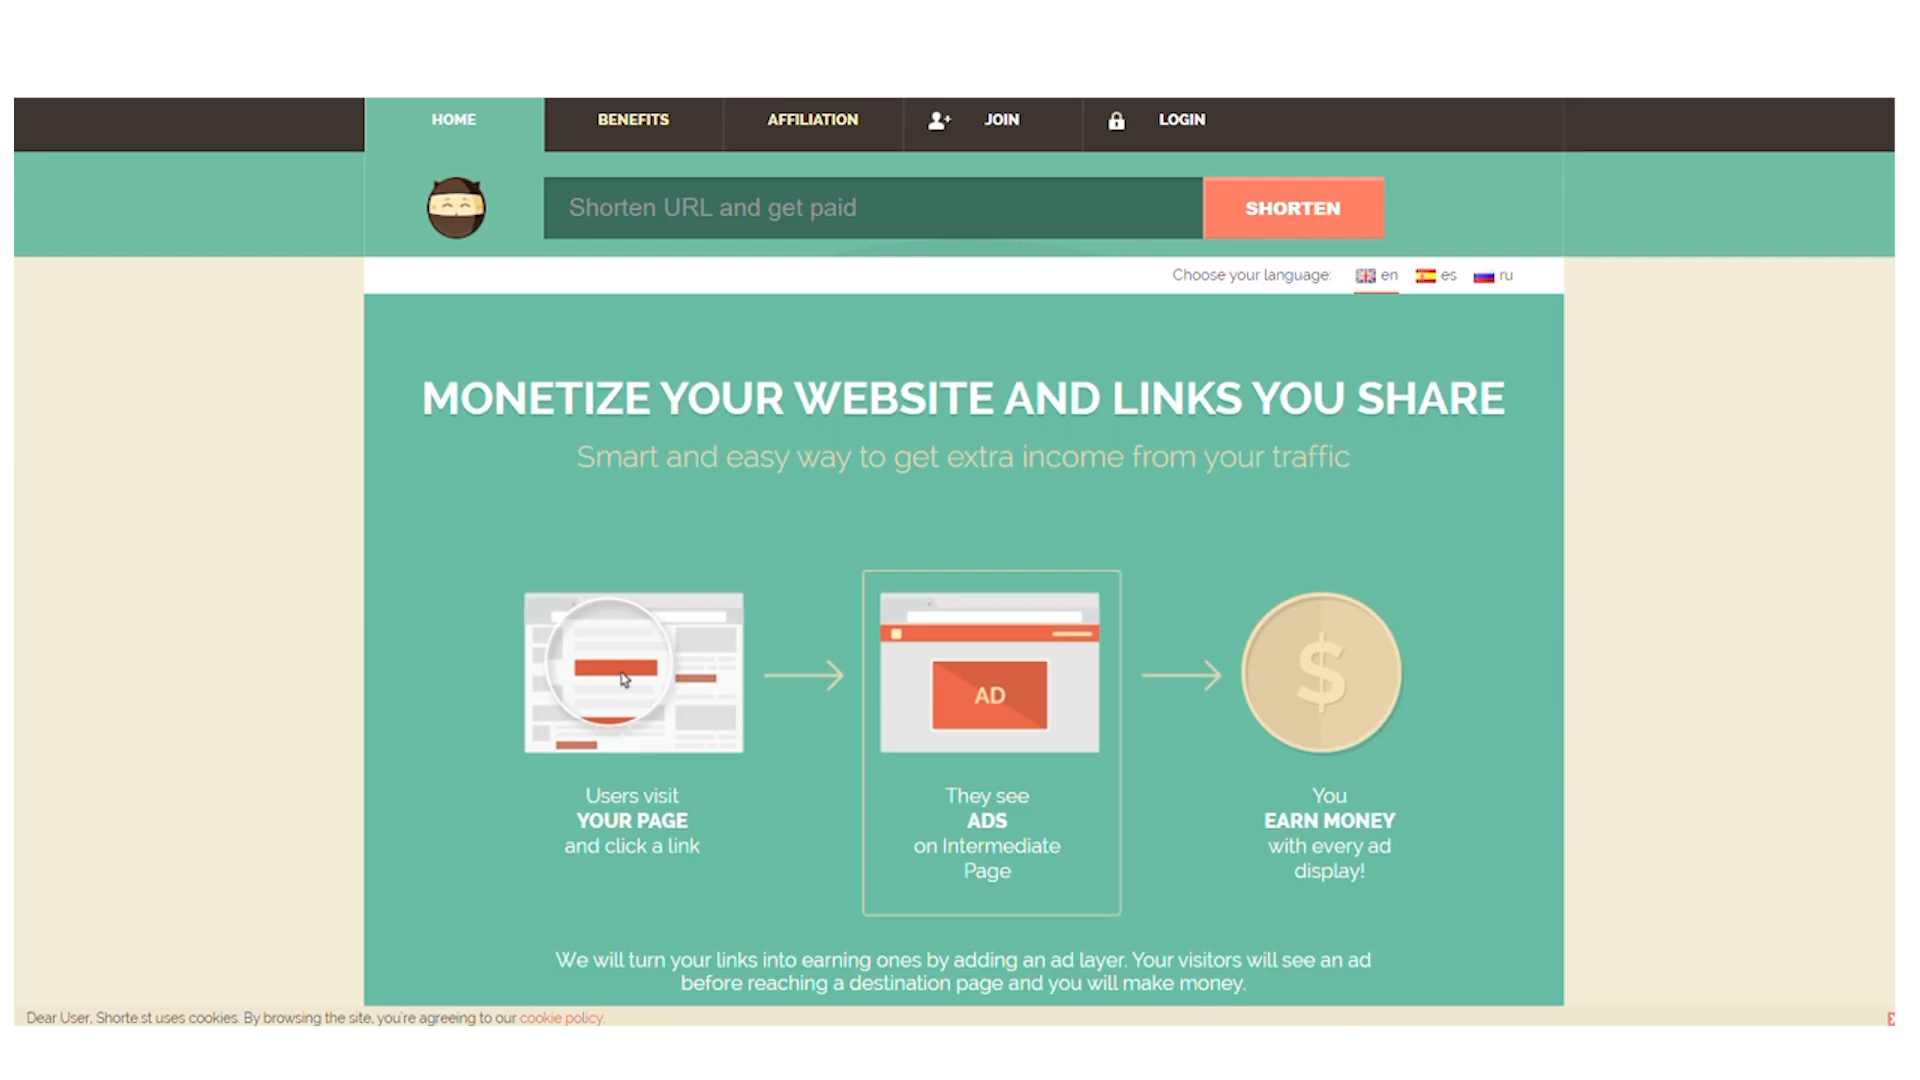 HOME BENEFITS AFFILIATION JOIN LOGIN
Shorten URL and get paid SHORTEN
Choose your language: en es ru
MONETIZE YOUR WEBSITE AND LINKS YOU SHARE
Smart and easy way to get extra income from your traffic
AD
$
Users visit
YOUR PAGE
and click a link
They see
ADS
on Intermediate
Page
You
EARN MONEY
with every ad
display!
We will turn your links into earning ones by adding an ad layer. Your visitors will see an ad
before reaching a destination page and you will make money.
Dear User, Shorte.st uses cookies. By browsing the site, you're agreeing to our cookie policy.